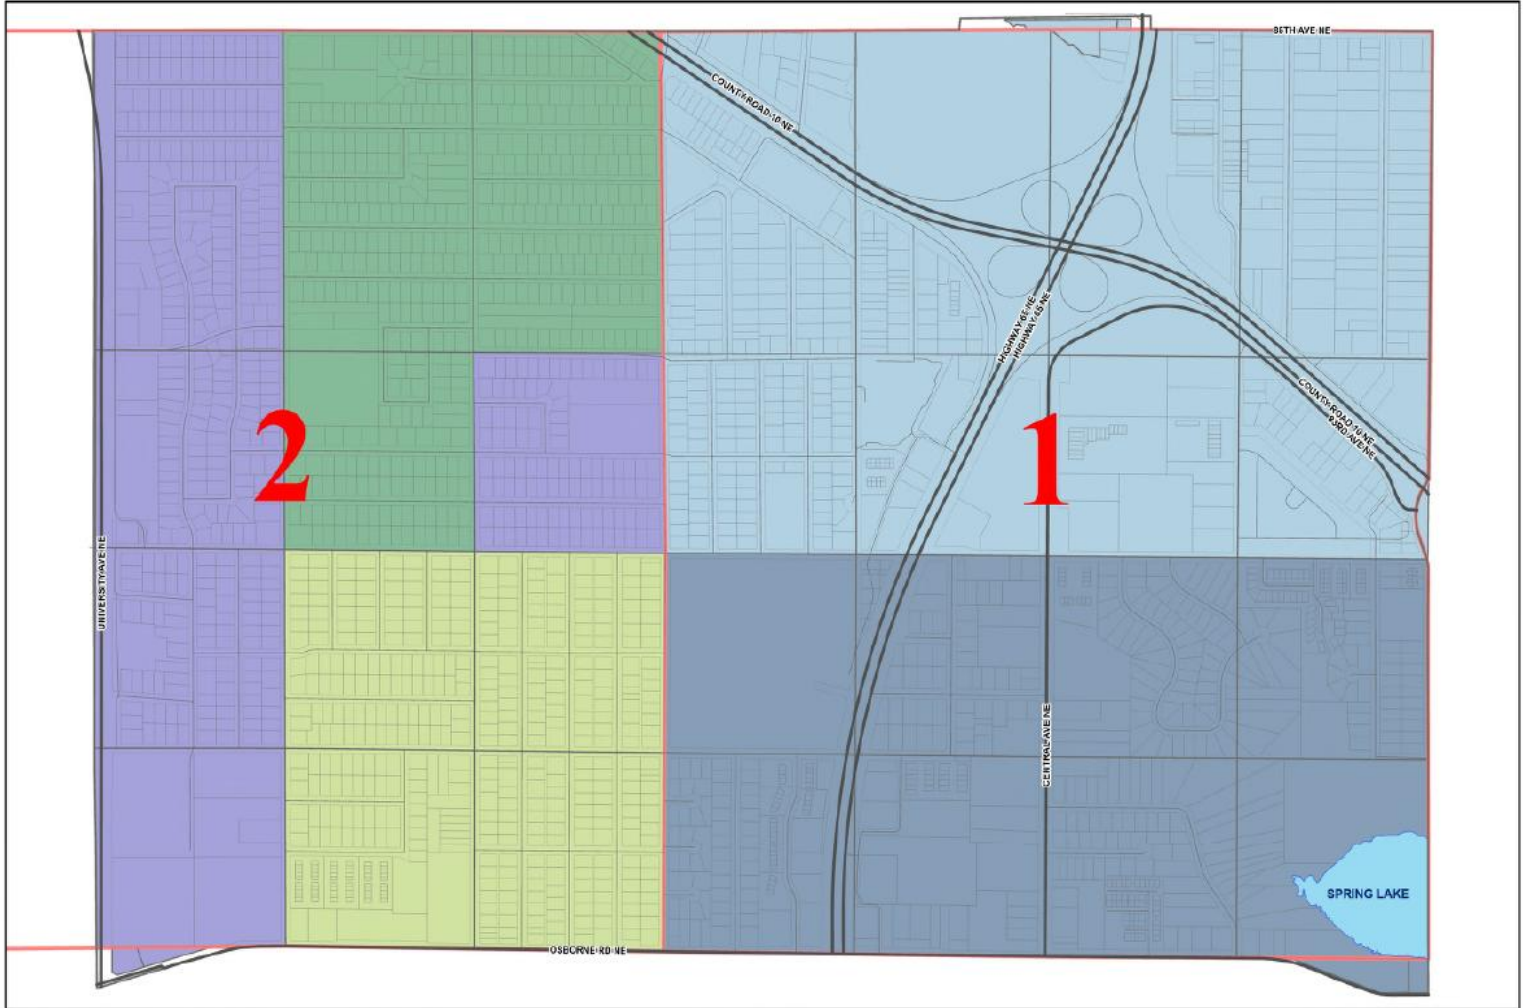 85TH AVE NE
COUNTY ROAD 10 NE
HIGHWAY 65 NE
HIGHWAY 65 NE
COUNTY ROAD 10 NE
83RD AVE NE
2
1
UNIVERSITY AVE NE
CENTRAL AVE NE
SPRING LAKE
OSBORNE RD NE